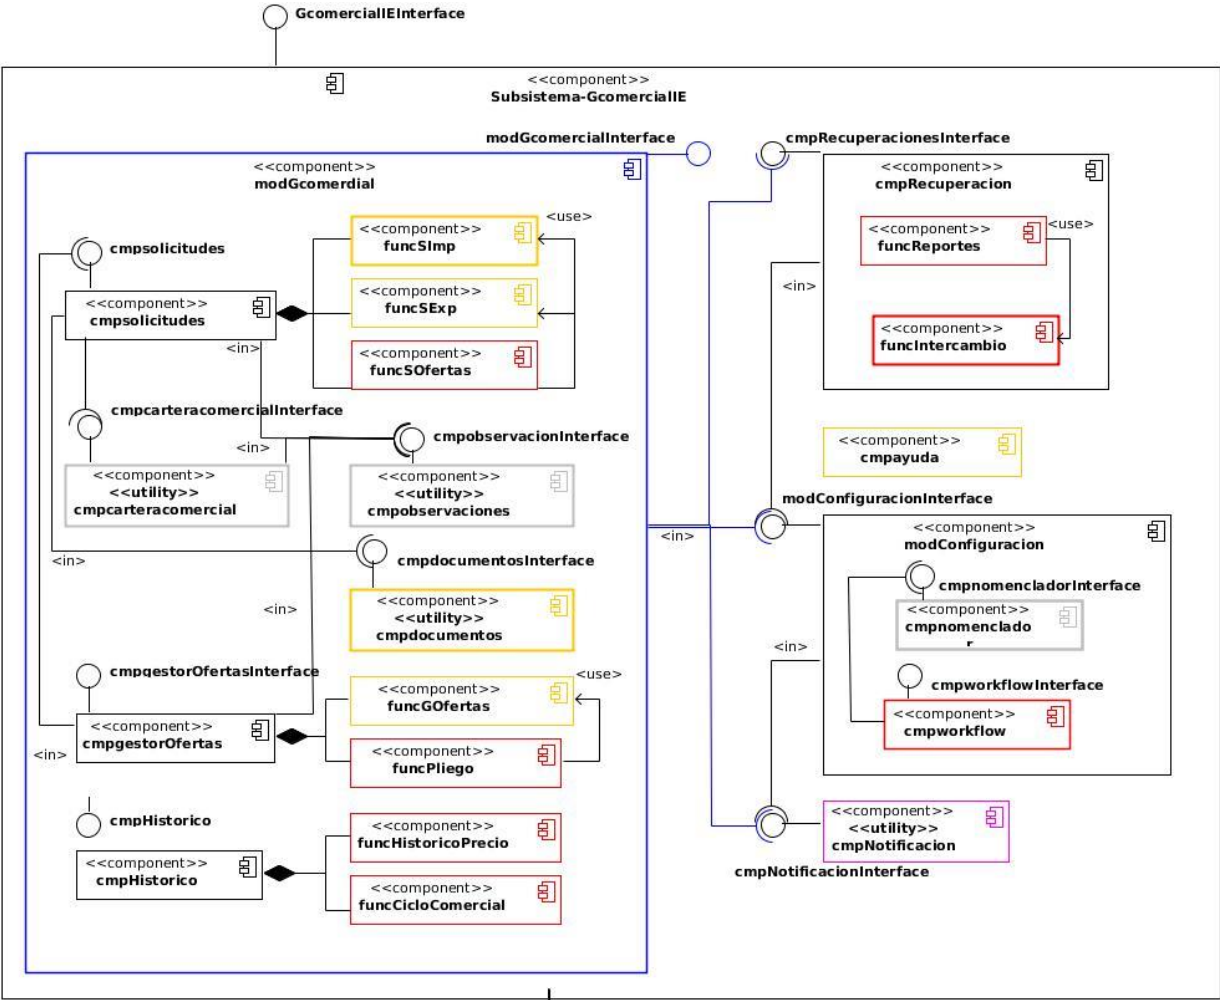 GcomercialIEInterface
<<component>>
Subsistema-GcomercialIE
modGcomercialInterface
cmpRecuperacionesInterface
<<component>>
modGcomerdial
<<component>>
cmpRecuperacion
<use>
<<component>>
funcSImp
<<component>>
funcReportes
<use>
cmpsolicitudes
<<component>>
funcSExp
<in>
<<component>>
cmpsolicitudes
<<component>>
funcIntercambio
<in>
<<component>>
funcSOfertas
cmpcarteracomercialInterface
<in>
cmpobservacionInterface
<<component>>
cmpayuda
<<component>>
<<utility>>
cmpcarteracomercial
<<component>>
<<utility>>
cmpobservaciones
modConfiguracionInterface
<in>
<<component>>
modConfiguracion
<in>
cmpdocumentosInterface
cmpnomencladorInterface
<<component>>
<<utility>>
cmpdocumentos
<in>
<<component>>
cmpnomenclado
r
<in>
cmpgestorOfertasInterface
<use>
<<component>>
funcGOfertas
cmpworkflowInterface
<<component>>
cmpgestorOfertas
<<component>>
cmpworkflow
<in>
<<component>>
funcPliego
cmpHistorico
<<component>>
funcHistoricoPrecio
<<component>>
<<utility>>
cmpNotificacion
<<component>>
cmpHistorico
cmpNotificacionInterface
<<component>>
funcCicloComercial